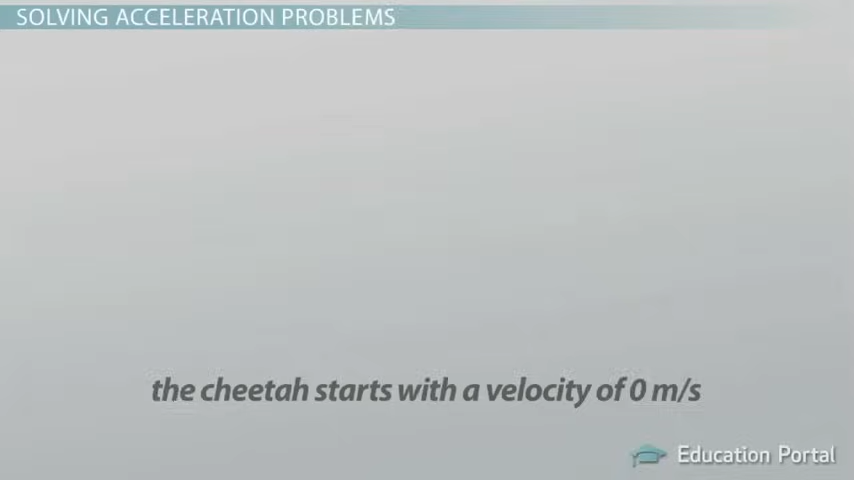 SOLVING ACCELERATION PROBLEMS
the cheetah starts with a velocity of 0 m/s
Education Portal